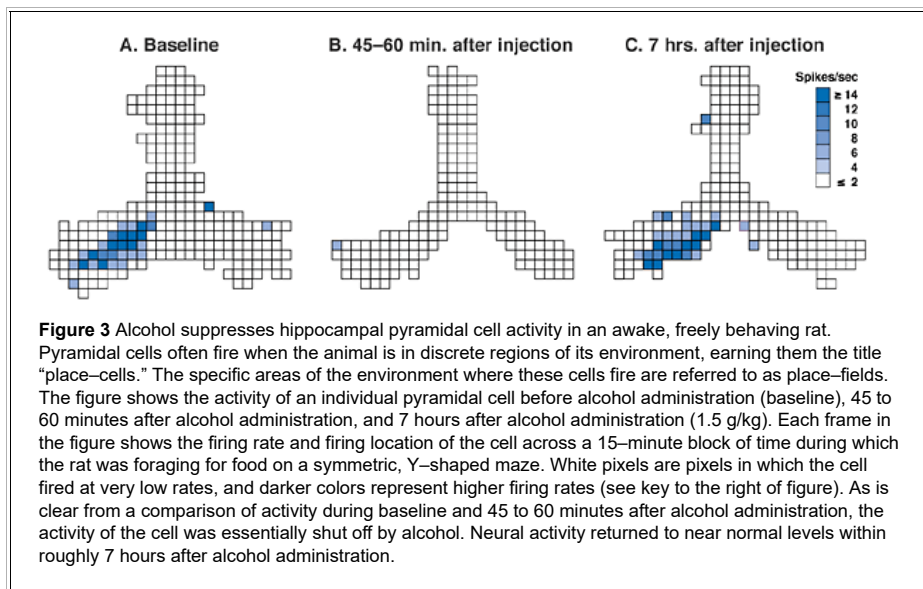 A. Baseline
B. 45–60 min. after injection
C. 7 hrs. after injection
Spikes/sec
≥ 14
12
10
8
6
4
≤ 2
Figure 3 Alcohol suppresses hippocampal pyramidal cell activity in an awake, freely behaving rat.
Pyramidal cells often fire when the animal is in discrete regions of its environment, earning them the title
“place–cells.” The specific areas of the environment where these cells fire are referred to as place–fields.
The figure shows the activity of an individual pyramidal cell before alcohol administration (baseline), 45 to
60 minutes after alcohol administration, and 7 hours after alcohol administration (1.5 g/kg). Each frame in
the figure shows the firing rate and firing location of the cell across a 15–minute block of time during which
the rat was foraging for food on a symmetric, Y–shaped maze. White pixels are pixels in which the cell
fired at very low rates, and darker colors represent higher firing rates (see key to the right of figure). As is
clear from a comparison of activity during baseline and 45 to 60 minutes after alcohol administration, the
activity of the cell was essentially shut off by alcohol. Neural activity returned to near normal levels within
roughly 7 hours after alcohol administration.